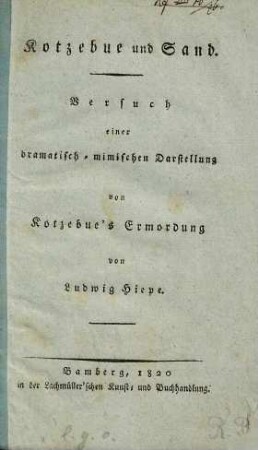 Kotzebue und Sand.
Versuch
einer
dramatisch-mimischen Darstellung
von
Kotzebue's Ermordung
von
Ludwig Hiepe.
Bamberg, 1820
in der Lachmüller'schen Kunst- und Buchhandlung.